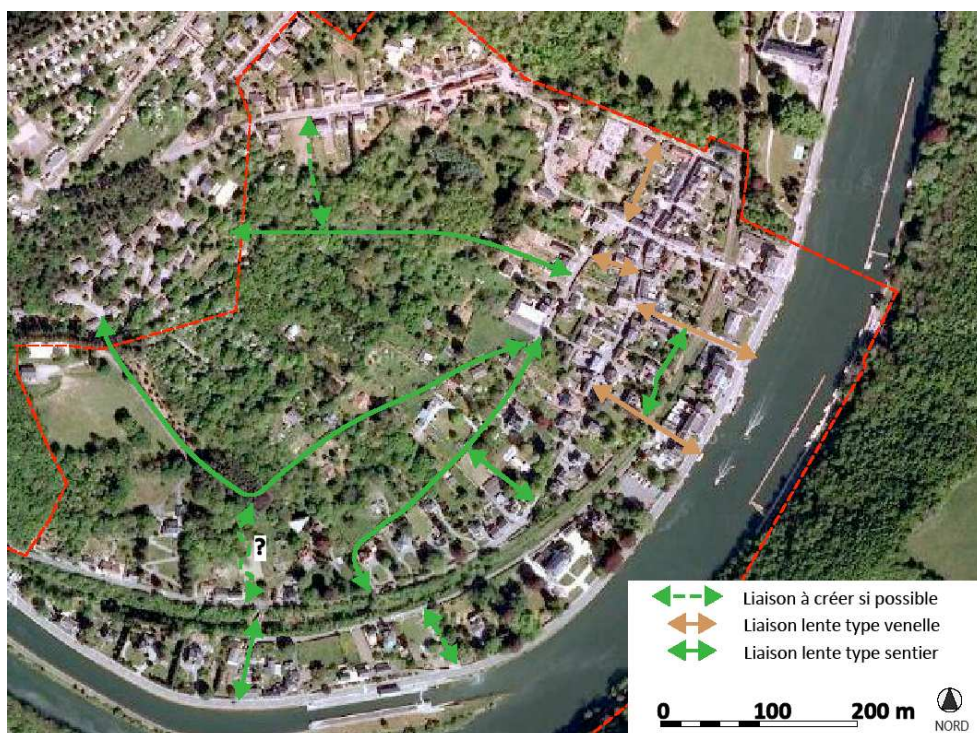 ?
Liaison à créer si possible
Liaison lente type venelle
Liaison lente type sentier
0 100 200 m
NORD